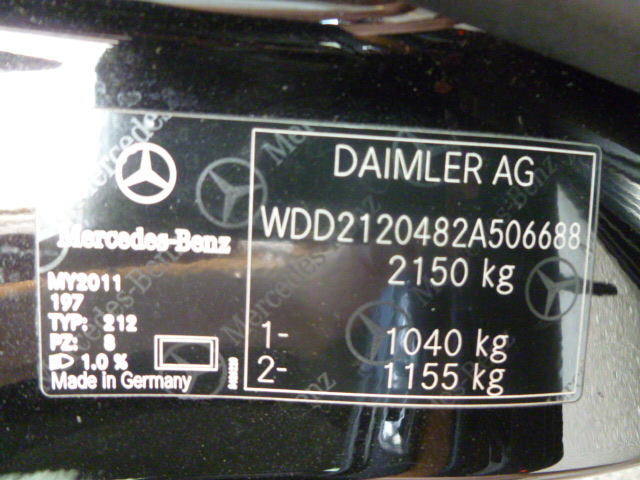 Mercedes-Benz
MY2011
197
TYP: 212
PZ: 8
1.0 %
Made in Germany
DAIMLER AG
WDD2120482A506688
2150 kg
1- 1040 kg
2- 1155 kg